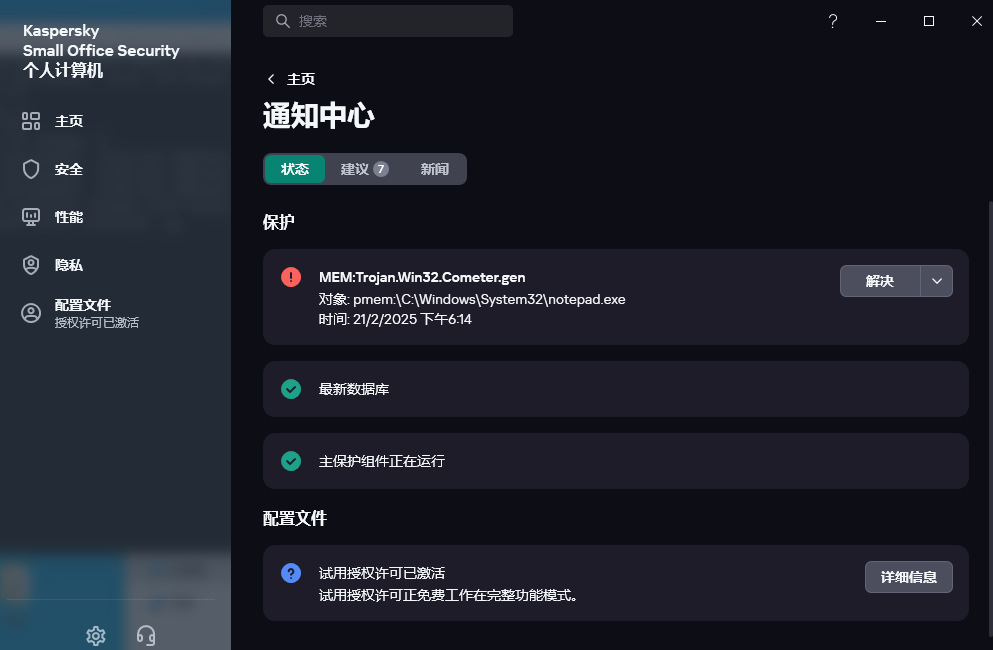 Kaspersky
Small Office Security
个人计算机
主页
安全
性能
隐私
配置文件
授权许可已激活
搜索
?
主页
通知中心
状态 建议 7 新闻
保护
MEM:Trojan.Win32.Cometer.gen
对象: pmem:\C:\Windows\System32\notepad.exe
时间: 21/2/2025 下午6:14
解决
最新数据库
主保护组件正在运行
配置文件
试用授权许可已激活
试用授权许可正免费工作在完整功能模式。
详细信息